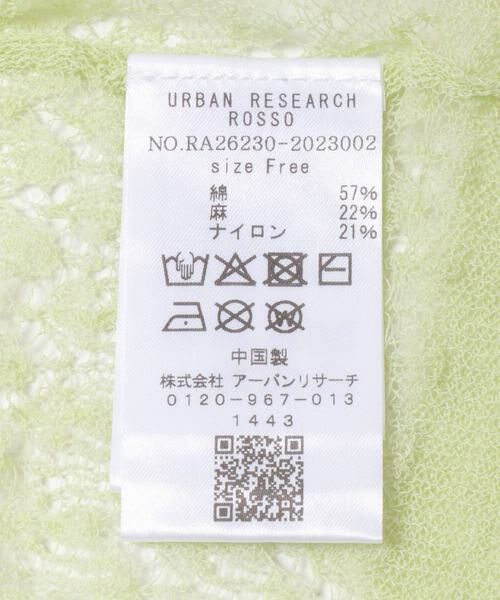 URBAN RESEARCH
ROSSO
NO.RA26230-2023002
size Free
綿 57%
麻 22%
ナイロン 21%
中国製
株式会社 アーバンリサーチ
0120-967-013
1443